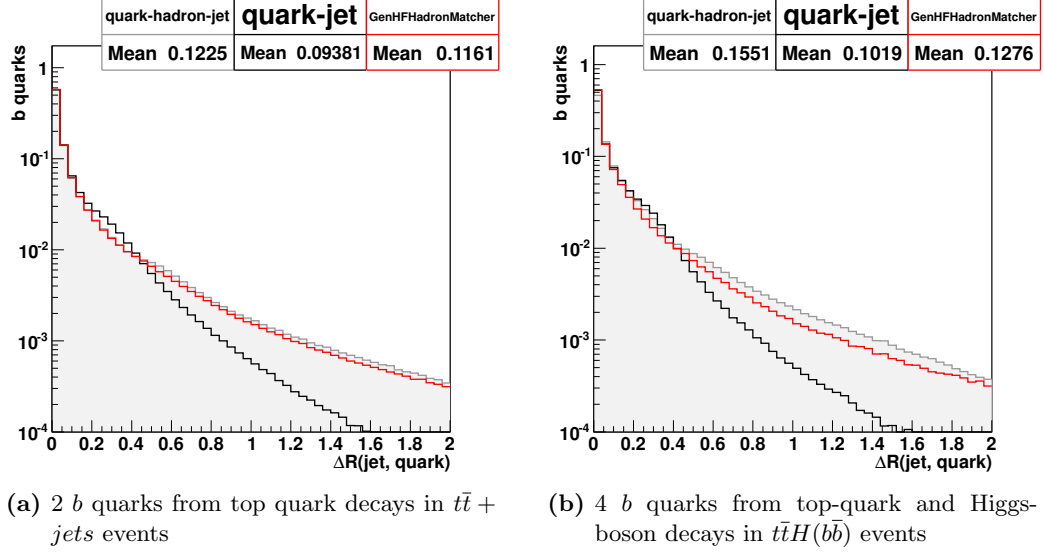 quark-hadron-jet quark-jet GenHFHadronMatcher
Mean 0.1225 Mean 0.09381 Mean 0.1161
b quarks
1
10^-1
10^-2
10^-3
10^-4
0 0.2 0.4 0.6 0.8 1 1.2 1.4 1.6 1.8 2
ΔR(jet, quark)
(a) 2 b quarks from top quark decays in tt̄ +
jets events
quark-hadron-jet quark-jet GenHFHadronMatcher
Mean 0.1551 Mean 0.1019 Mean 0.1276
b quarks
1
10^-1
10^-2
10^-3
10^-4
0 0.2 0.4 0.6 0.8 1 1.2 1.4 1.6 1.8 2
ΔR(jet, quark)
(b) 4 b quarks from top-quark and Higgs-
boson decays in tt̄H(bb̄) events